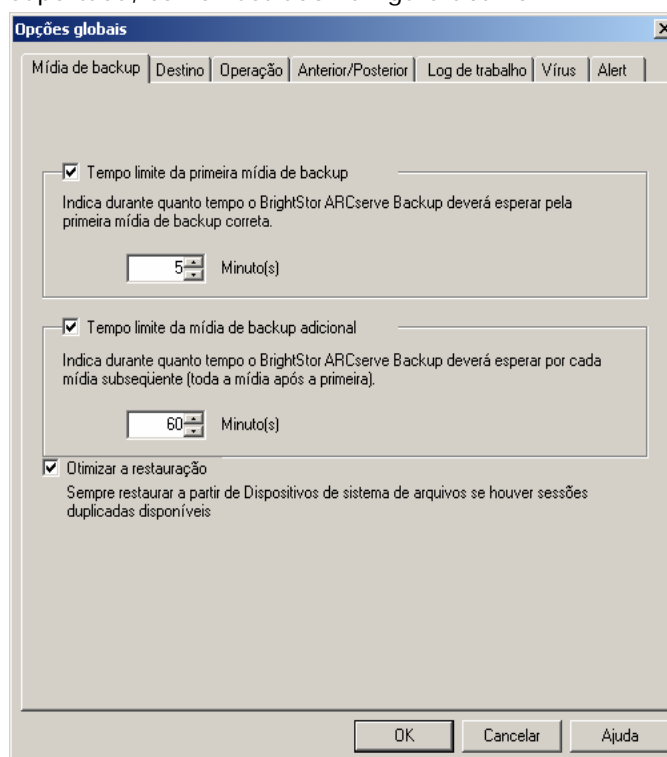 Opções globais
Mídia de backup Destino Operação Anterior/Posterior Log de trabalho Vírus Alert
Tempo limite da primeira mídia de backup
Indica durante quanto tempo o BrightStor ARCserve Backup deverá esperar pela
primeira mídia de backup correta.
5 Minuto(s)
Tempo limite da mídia de backup adicional
Indica durante quanto tempo o BrightStor ARCserve Backup deverá esperar por cada
mídia subseqüente (toda a mídia após a primeira).
60 Minuto(s)
Otimizar a restauração
Sempre restaurar a partir de Dispositivos de sistema de arquivos se houver sessões
duplicadas disponíveis
OK Cancelar Ajuda